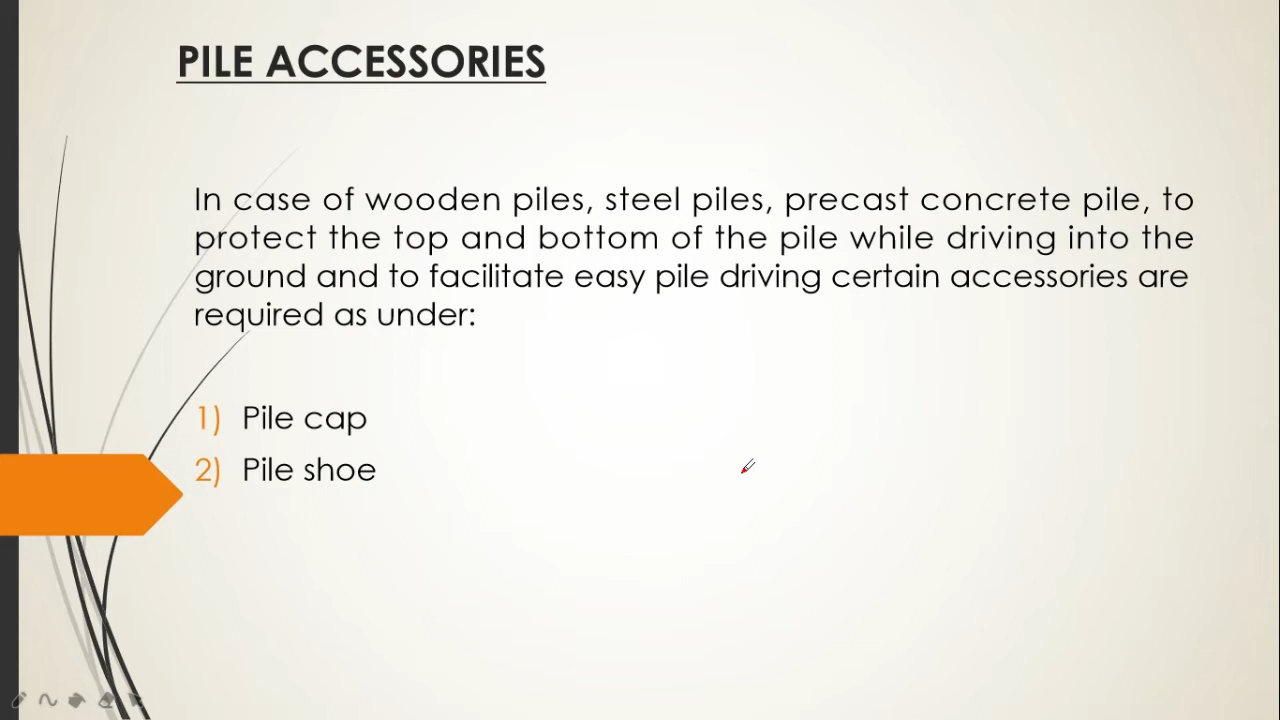 PILE ACCESSORIES
In case of wooden piles, steel piles, precast concrete pile, to
protect the top and bottom of the pile while driving into the
ground and to facilitate easy pile driving certain accessories are
required as under:
1) Pile cap
2) Pile shoe